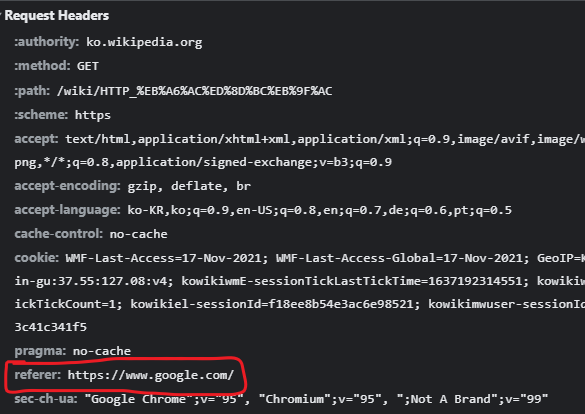 Request Headers
:authority: ko.wikipedia.org
:method: GET
:path: /wiki/HTTP_%EB%A6%AC%ED%8D%BC%EB%9F%AC
:scheme: https
accept: text/html,application/xhtml+xml,application/xml;q=0.9,image/avif,image/w
png,*/*;q=0.8,application/signed-exchange;v=b3;q=0.9
accept-encoding: gzip, deflate, br
accept-language: ko-KR,ko;q=0.9,en-US;q=0.8,en;q=0.7,de;q=0.6,pt;q=0.5
cache-control: no-cache
cookie: WMF-Last-Access=17-Nov-2021; WMF-Last-Access-Global=17-Nov-2021; GeoIP=K
in-gu:37.55:127.08:v4; kowikiwmE-sessionTickLastTickTime=1637192314551; kowikiw
ickTickCount=1; kowikiel-sessionId=f18ee8b54e3ac6e98521; kowikimwuser-sessionId
3c41c341f5
pragma: no-cache
referer: https://www.google.com/
sec-ch-ua: "Google Chrome";v="95", "Chromium";v="95", ";Not A Brand";v="99"